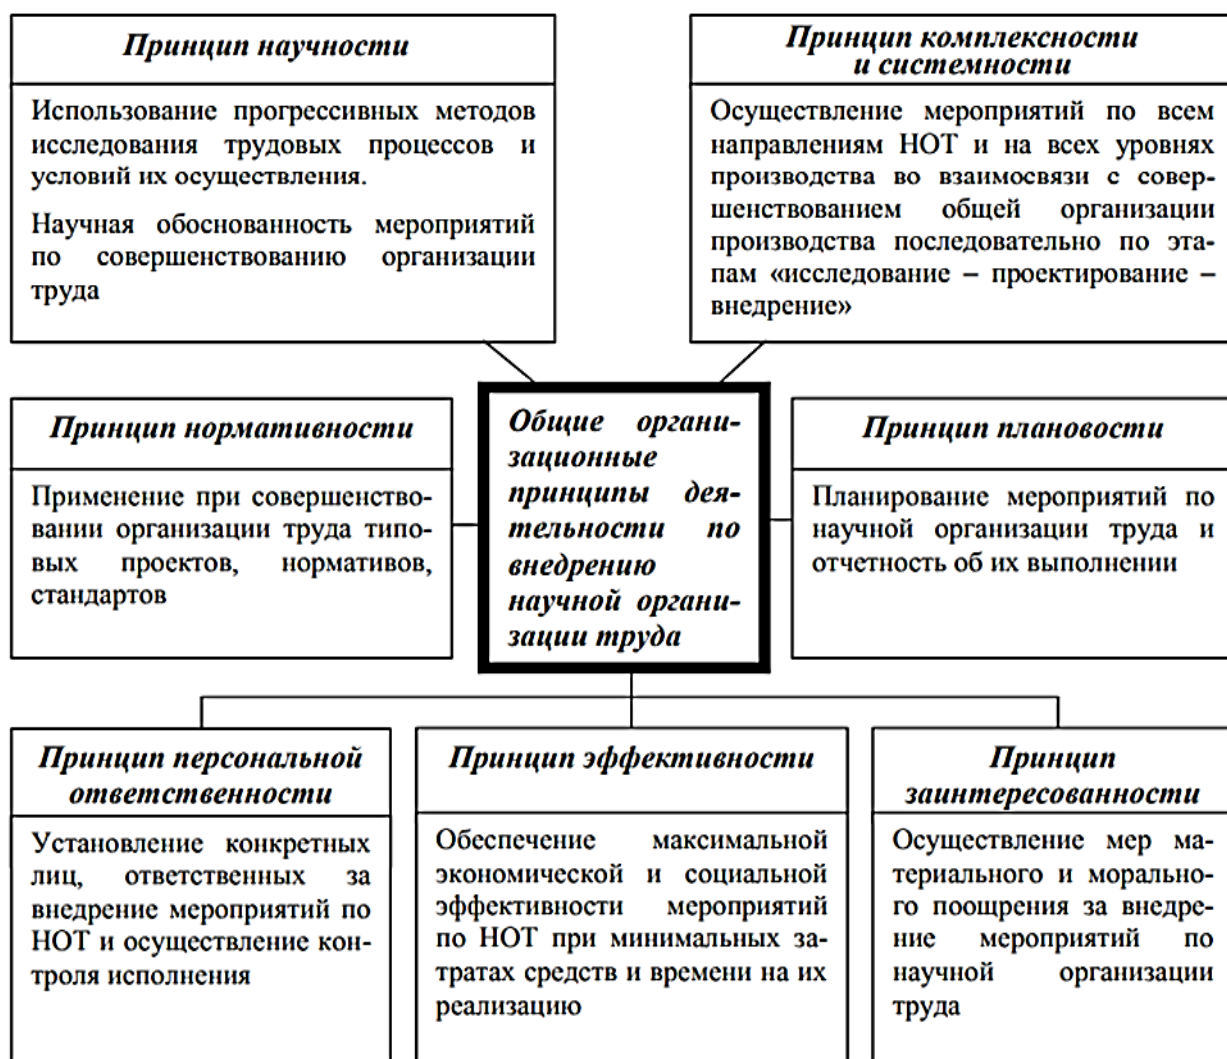 Принцип научности
Использование прогрессивных методов
исследования трудовых процессов и
условий их осуществления.
Научная обоснованность мероприятий
по совершенствованию организации
труда
Принцип комплексности
и системности
Осуществление мероприятий по всем
направлениям НОТ и на всех уровнях
производства во взаимосвязи с совер-
шенствованием общей организации
производства последовательно по эта-
пам «исследование – проектирование –
внедрение»
Принцип нормативности
Применение при совершенство-
вании организации труда типо-
вых проектов, нормативов,
стандартов
Общие органи-
зационные
принципы дея-
тельности по
внедрению
научной органи-
зации труда
Принцип плановости
Планирование мероприятий по
научной организации труда и
отчетность об их выполнении
Принцип персональной
ответственности
Установление конкретных
лиц, ответственных за
внедрение мероприятий по
НОТ и осуществление кон-
троля исполнения
Принцип эффективности
Обеспечение максимальной
экономической и социальной
эффективности мероприятий
по НОТ при минимальных за-
тратах средств и времени на их
реализацию
Принцип
заинтересованности
Осуществление мер ма-
териального и морально-
го поощрения за внедре-
ние мероприятий по
научной организации
труда